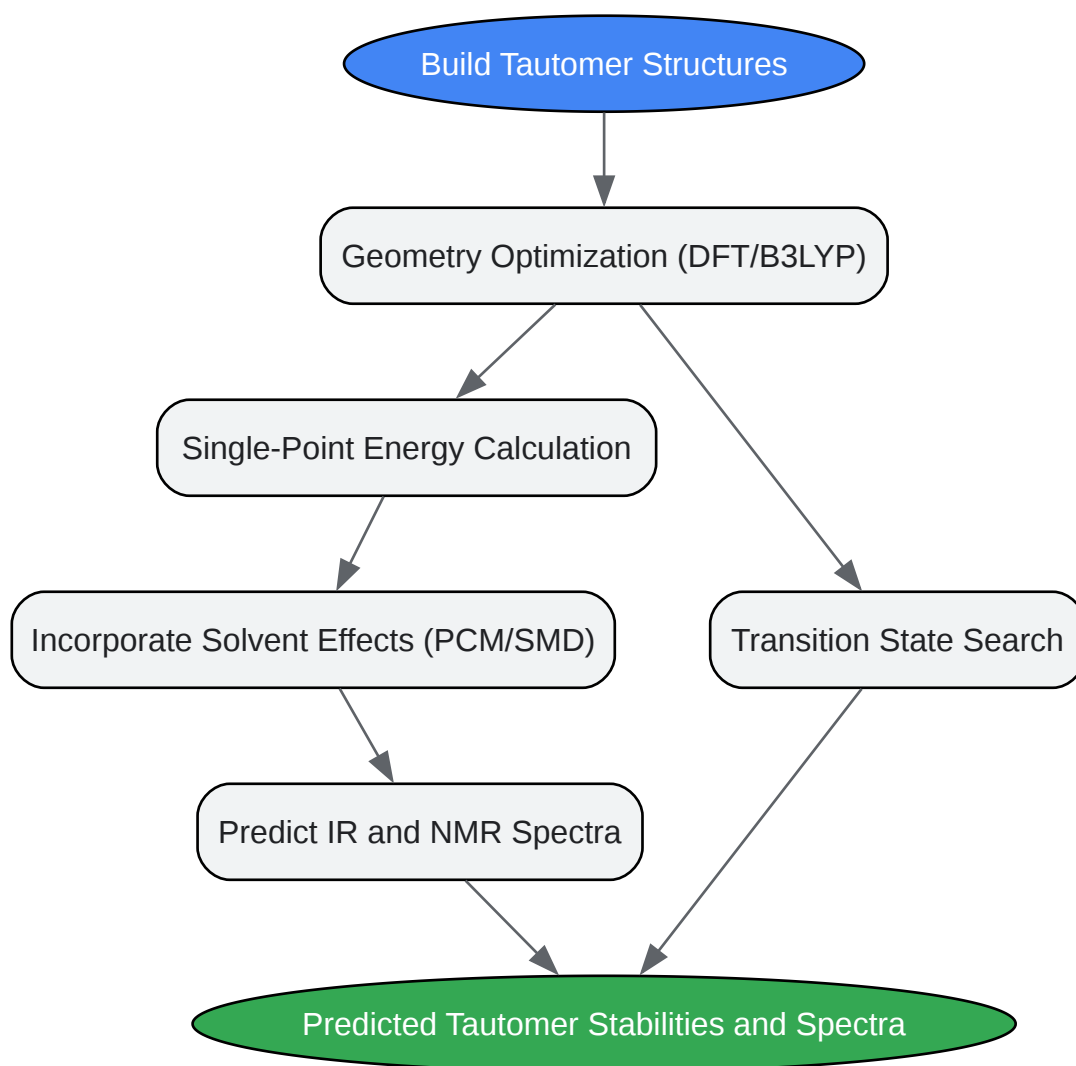 Build Tautomer Structures
Geometry Optimization (DFT/B3LYP)
Single-Point Energy Calculation
Incorporate Solvent Effects (PCM/SMD)
Transition State Search
Predict IR and NMR Spectra
Predicted Tautomer Stabilities and Spectra